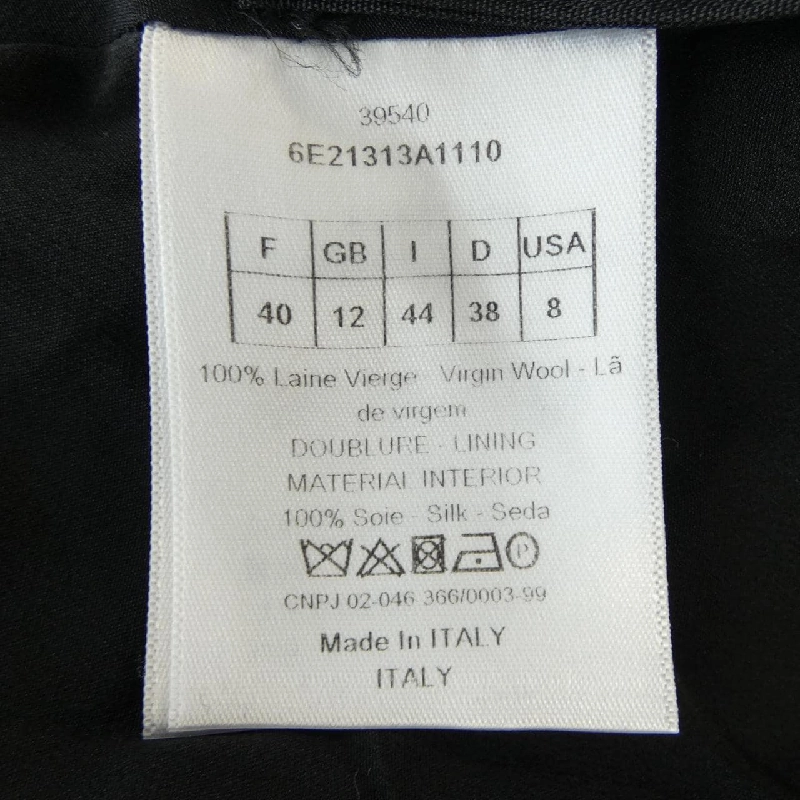 39540
6E21313A1110
F GB I D USA
40 12 44 38 8
100% Laine Vierge - Virgin Wool - Lã
de virgem
DOUBLURE - LINING
MATERIAL INTERIOR
100% Soie - Silk - Seda
P
CNPJ 02-046 366/0003-99
Made In ITALY
ITALY